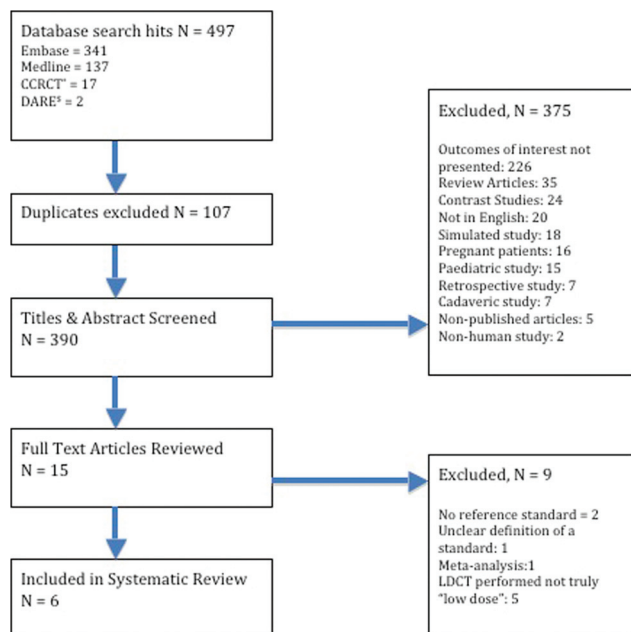 Database search hits N = 497
Embase = 341
Medline = 137
CCRCT* = 17
DARE$ = 2
Duplicates excluded N = 107
Titles & Abstract Screened
N = 390
Excluded, N = 375
Outcomes of interest not
presented: 226
Review Articles: 35
Contrast Studies: 24
Not in English: 20
Simulated study: 18
Pregnant patients: 16
Paediatric study: 15
Retrospective study: 7
Cadaveric study: 7
Non-published articles: 5
Non-human study: 2
Full Text Articles Reviewed
N = 15
Excluded, N = 9
No reference standard = 2
Unclear definition of a
standard: 1
Meta-analysis:1
LDCT performed not truly
“low dose”: 5
Included in Systematic Review
N = 6